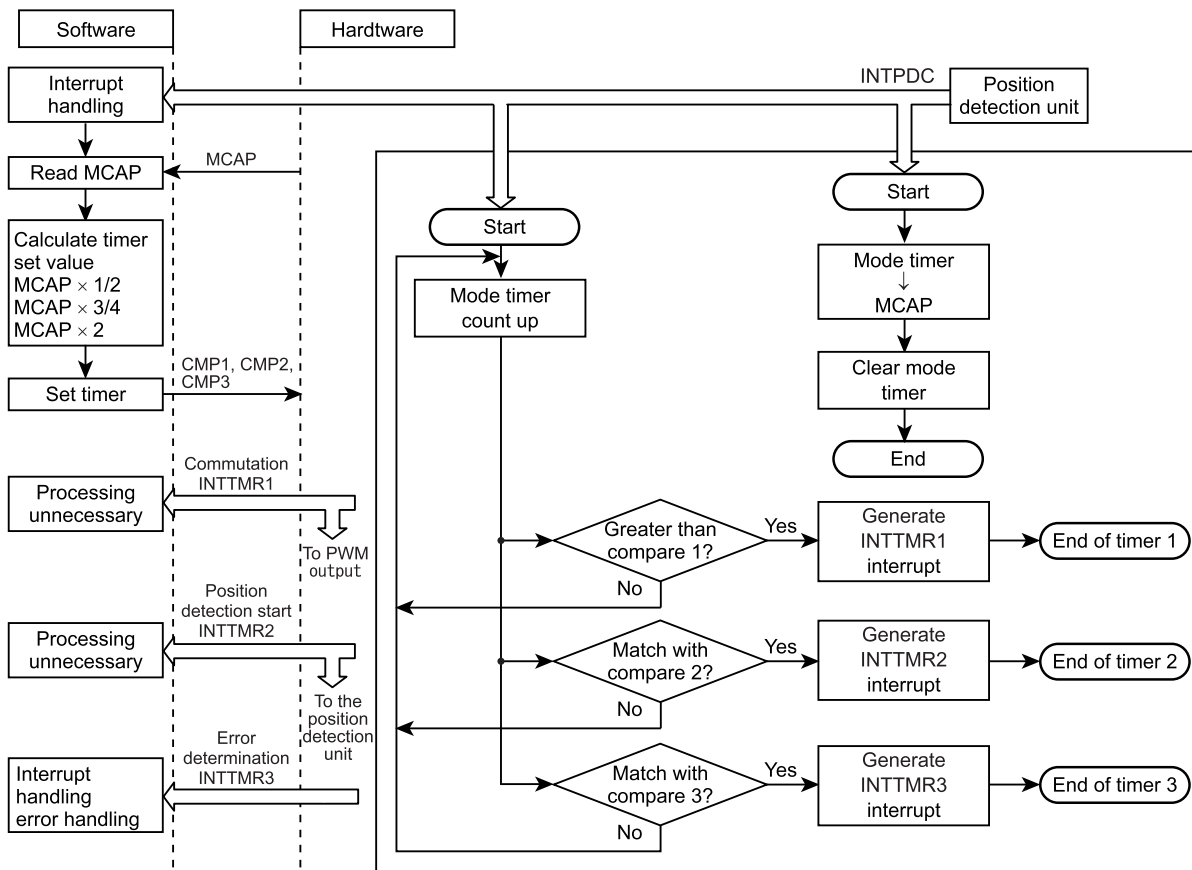 Software
Hardtware
Interrupt
handling
INTPDC
Position
detection unit
Read MCAP
MCAP
Calculate timer
set value
MCAP × 1/2
MCAP × 3/4
MCAP × 2
Set timer
CMP1, CMP2,
CMP3
Start
Mode timer
count up
Start
Mode timer
↓
MCAP
Clear mode
timer
End
Processing
unnecessary
Commutation
INTTMR1
To PWM
output
Greater than
compare 1?
Yes
No
Generate
INTTMR1
interrupt
End of timer 1
Processing
unnecessary
Position
detection start
INTTMR2
To the
position
detection
unit
Match with
compare 2?
Yes
No
Generate
INTTMR2
interrupt
End of timer 2
Interrupt
handling
error handling
Error
determination
INTTMR3
Match with
compare 3?
Yes
No
Generate
INTTMR3
interrupt
End of timer 3